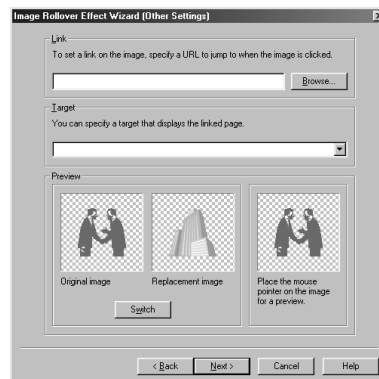 Image Rollover Effect Wizard (Other Settings)
Link
To set a link on the image, specify a URL to jump to when the image is clicked.
Browse...
Target
You can specify a target that displays the linked page.
Preview
Original image
Replacement image
Place the mouse
pointer on the image
for a preview.
Switch
< Back
Next >
Cancel
Help